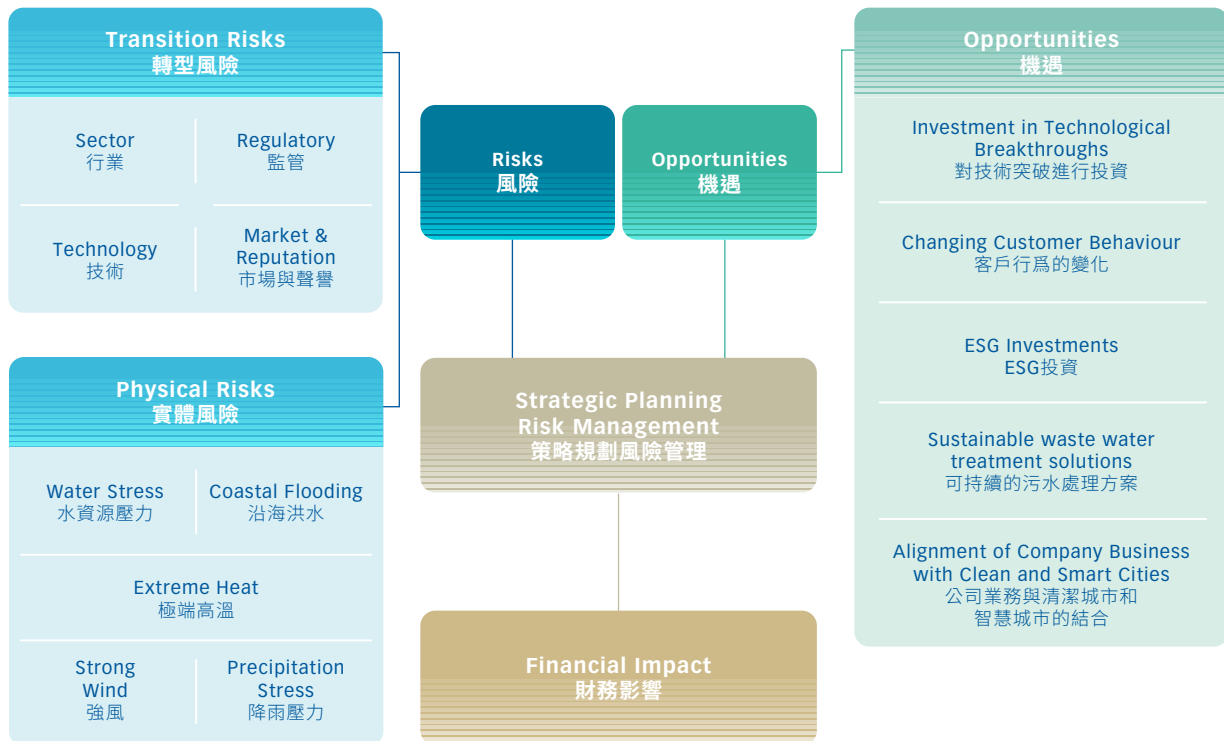 Transition Risks
轉型風險
Sector
行業
Regulatory
監管
Technology
技術
Market &
Reputation
市場與聲譽
Physical Risks
實體風險
Water Stress
水資源壓力
Coastal Flooding
沿海洪水
Extreme Heat
極端高溫
Strong
Wind
強風
Precipitation
Stress
降雨壓力
Risks
風險
Opportunities
機遇
Strategic Planning
Risk Management
策略規劃風險管理
Financial Impact
財務影響
Opportunities
機遇
Investment in Technological
Breakthroughs
對技術突破進行投資
Changing Customer Behaviour
客戶行爲的變化
ESG Investments
ESG投資
Sustainable waste water
treatment solutions
可持續的污水處理方案
Alignment of Company Business
with Clean and Smart Cities
公司業務與清潔城市和
智慧城市的結合